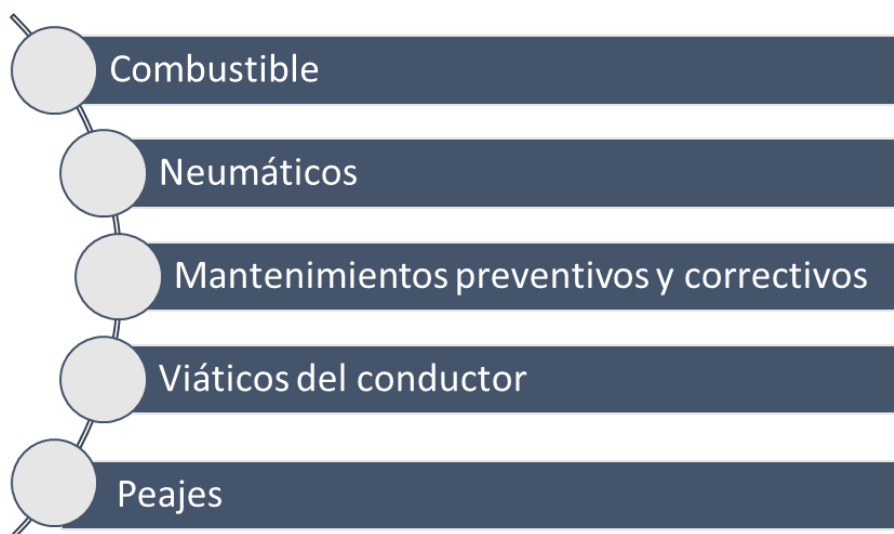 Combustible
Neumáticos
Mantenimientos preventivos y correctivos
Viáticos del conductor
Peajes